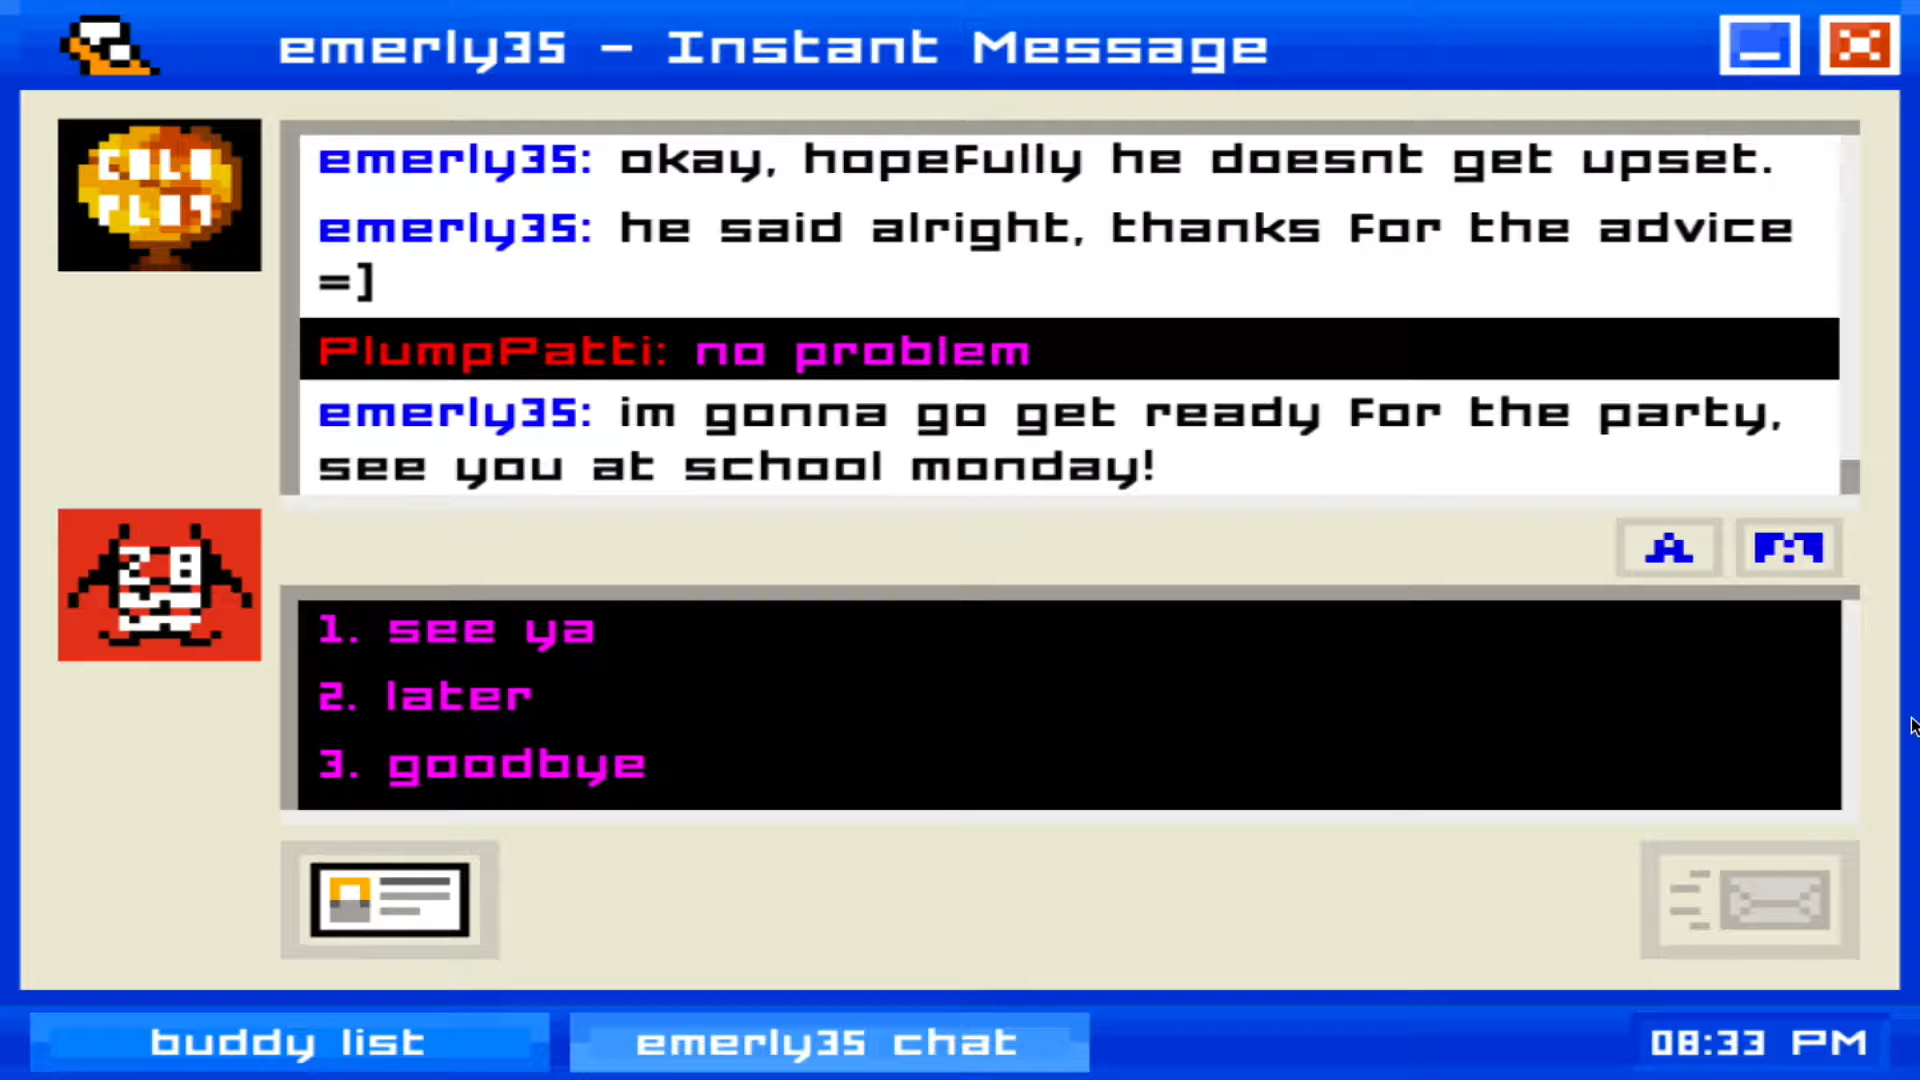 emerly35 - Instant Message
COLD
PLAY
emerly35: okay, hopefully he doesnt get upset.
emerly35: he said alright, thanks for the advice
=]
PlumpPatti: no problem
emerly35: im gonna go get ready for the party,
see you at school monday!
A
1. see ya
2. later
3. goodbye
buddy list
emerly35 chat
08:33 PM